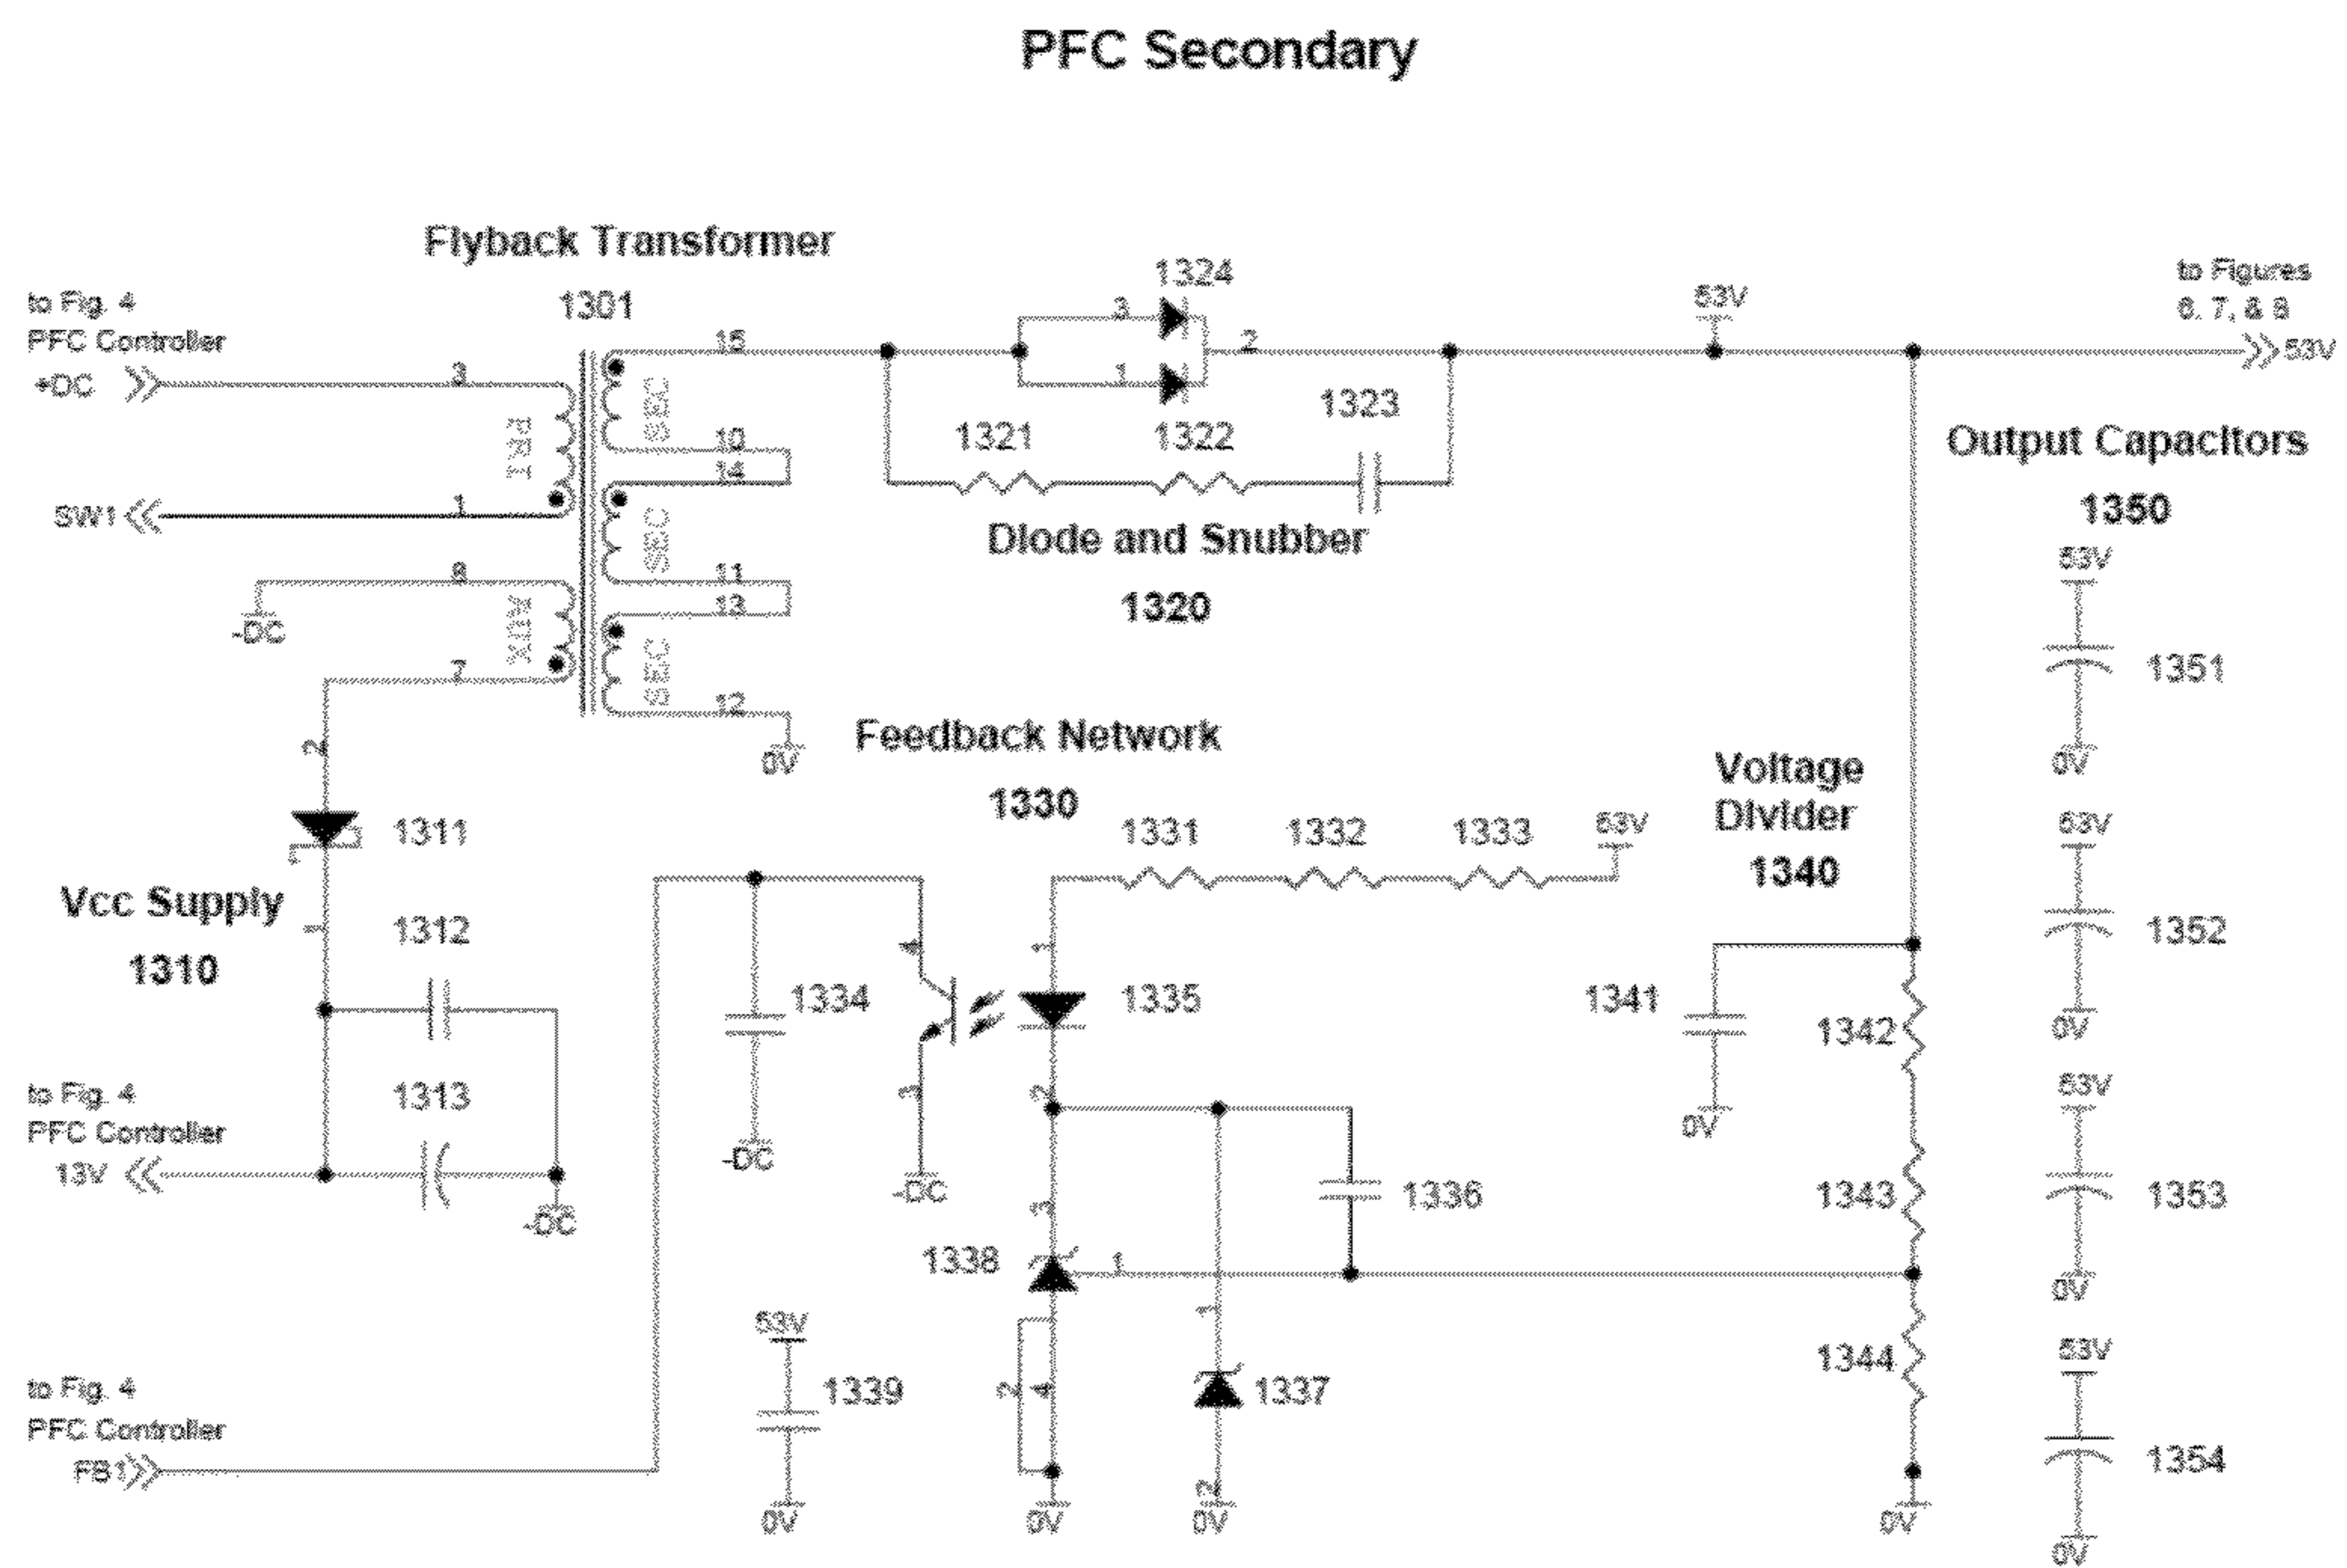 PFC Secondary
Flyback Transformer
1301
to Fig. 4
PFC Controller
+DC
3
PRI
SW1
1
8
-DC
AUX
7
15
SEC
10
14
SEC
11
13
SEC
12
0V
1324
3
1
2
1321
1322
1323
Diode and Snubber
1320
53V
to Figures
6, 7, & 8
53V
Output Capacitors
1350
53V
1351
0V
53V
1352
0V
53V
1353
0V
53V
1354
0V
2
1311
1
Vcc Supply
1310
1312
1313
to Fig. 4
PFC Controller
13V
-DC
Feedback Network
1330
1331
1332
1333
53V
4
1
1334
1335
3
2
-DC
-DC
3
1336
1338
1
1
53V
1339
0V
2
4
0V
1337
2
0V
to Fig. 4
PFC Controller
FB1
Voltage
Divider
1340
1341
0V
1342
1343
1344
0V